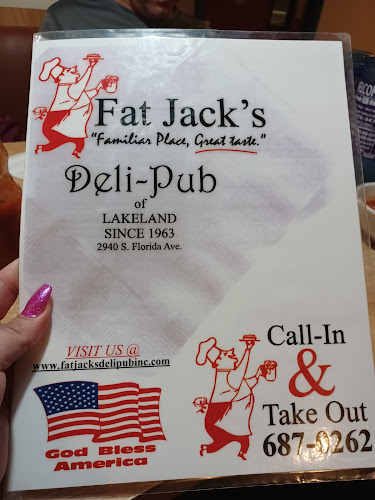 Fat Jack's
"Familiar Place, Great taste."
Deli-Pub
of
LAKELAND
SINCE 1963
2940 S. Florida Ave.
VISIT US @
www.fatjacksdelipubinc.com
God Bless
America
Call-In
&
Take Out
687-0262